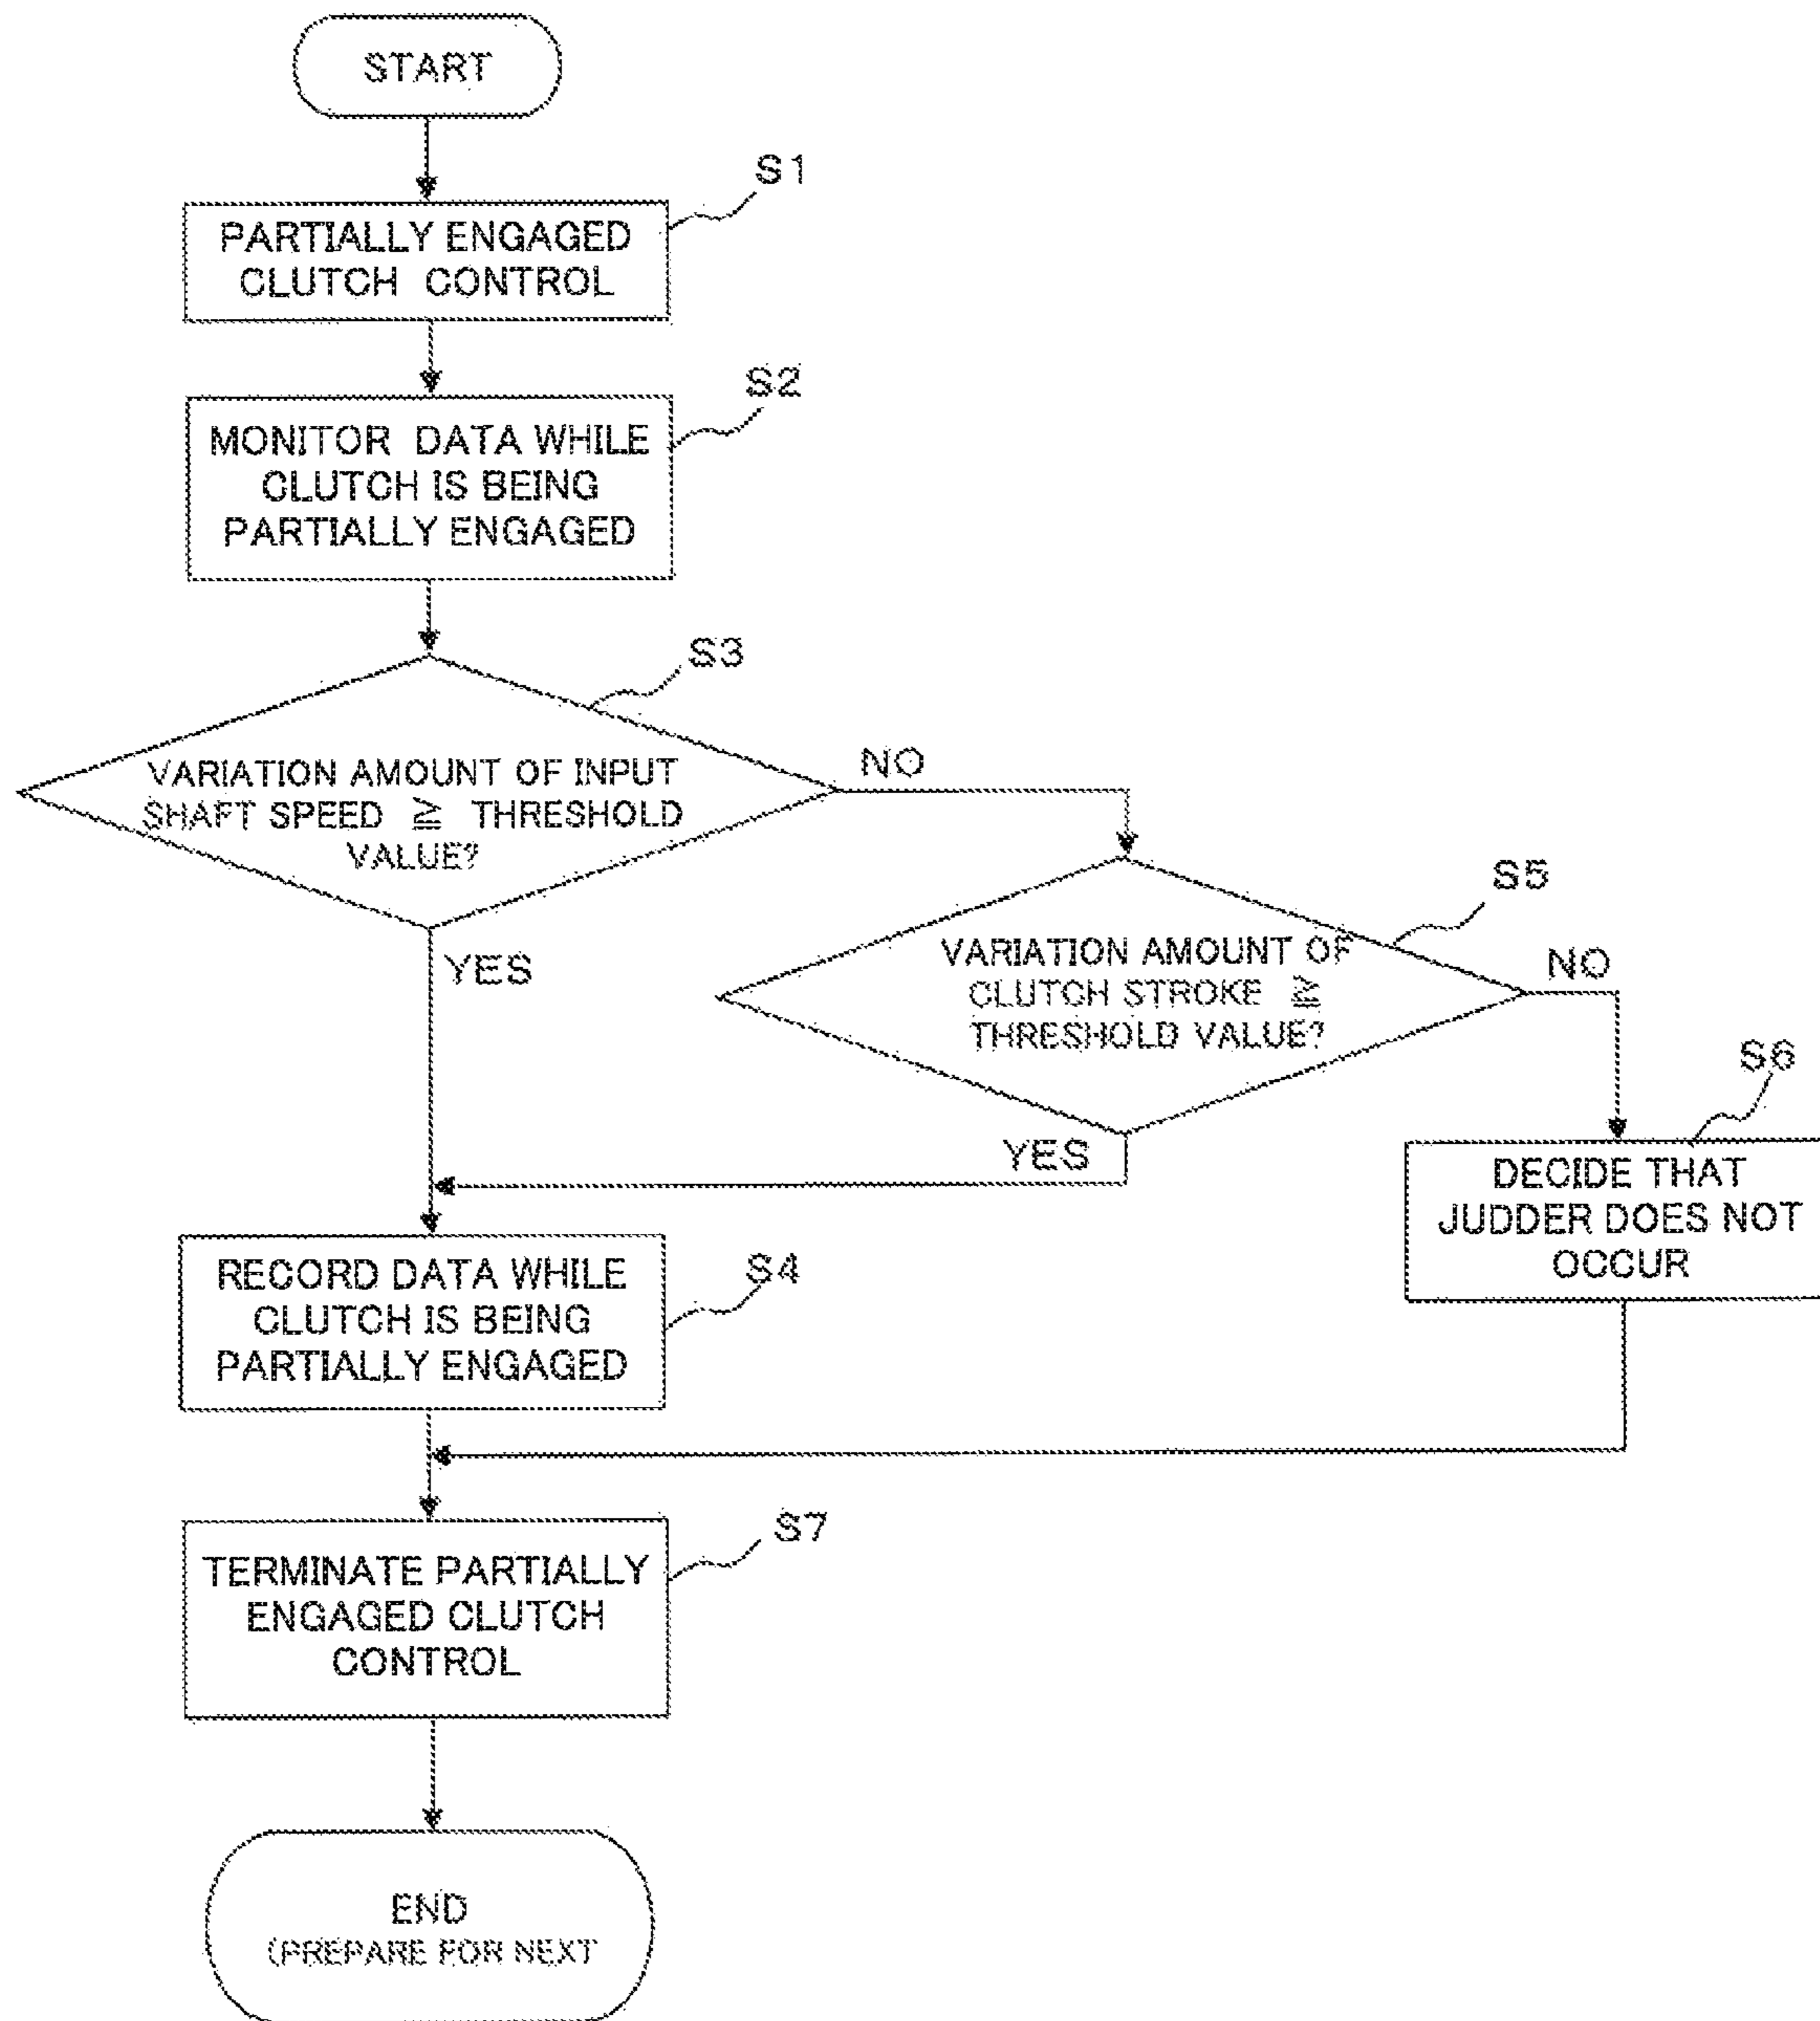 START
S1
PARTIALLY ENGAGED
CLUTCH CONTROL
S2
MONITOR DATA WHILE
CLUTCH IS BEING
PARTIALLY ENGAGED
S3
VARIATION AMOUNT OF INPUT
SHAFT SPEED ≧ THRESHOLD
VALUE?
NO
YES
S5
VARIATION AMOUNT OF
CLUTCH STROKE ≧
THRESHOLD VALUE?
NO
YES
S6
DECIDE THAT
JUDDER DOES NOT
OCCUR
S4
RECORD DATA WHILE
CLUTCH IS BEING
PARTIALLY ENGAGED
S7
TERMINATE PARTIALLY
ENGAGED CLUTCH
CONTROL
END
(PREPARE FOR NEXT